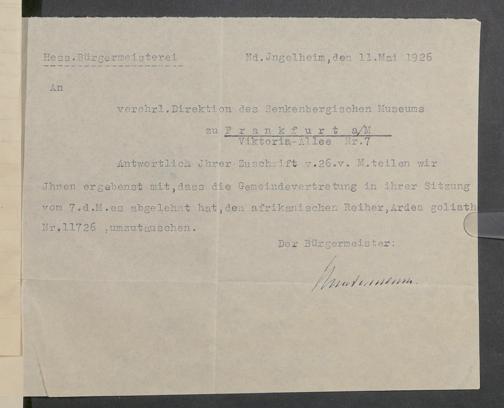 Hess.Bürgermeisterei
Nd.Jngelheim,den 11.Mai 1926
An
verehrl.Direktion des Senkenbergischen Museums
zu Frankfurt a/M
Viktoria-Allee Nr.7
Antwortlich Jhrer Zuschrift v.26.v. M.teilen wir
Jhnen ergebenst mit,dass die Gemeindevertretung in ihrer Sitzung
vom 7.d.M.es abgelehnt hat,den afrikanischen Reiher,Ardea goliath
Nr.11726 ,umzutauschen.
Der Bürgermeister: